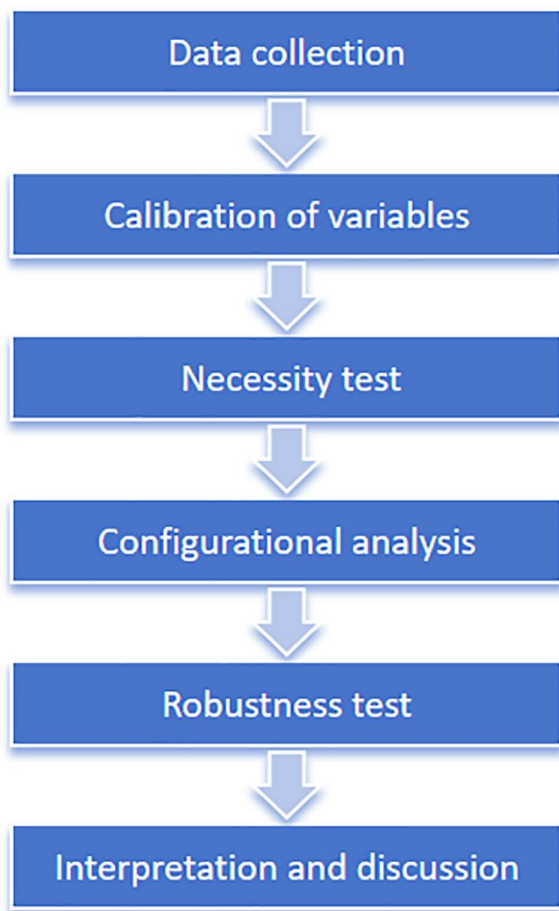 Data collection
Calibration of variables
Necessity test
Configurational analysis
Robustness test
Interpretation and discussion